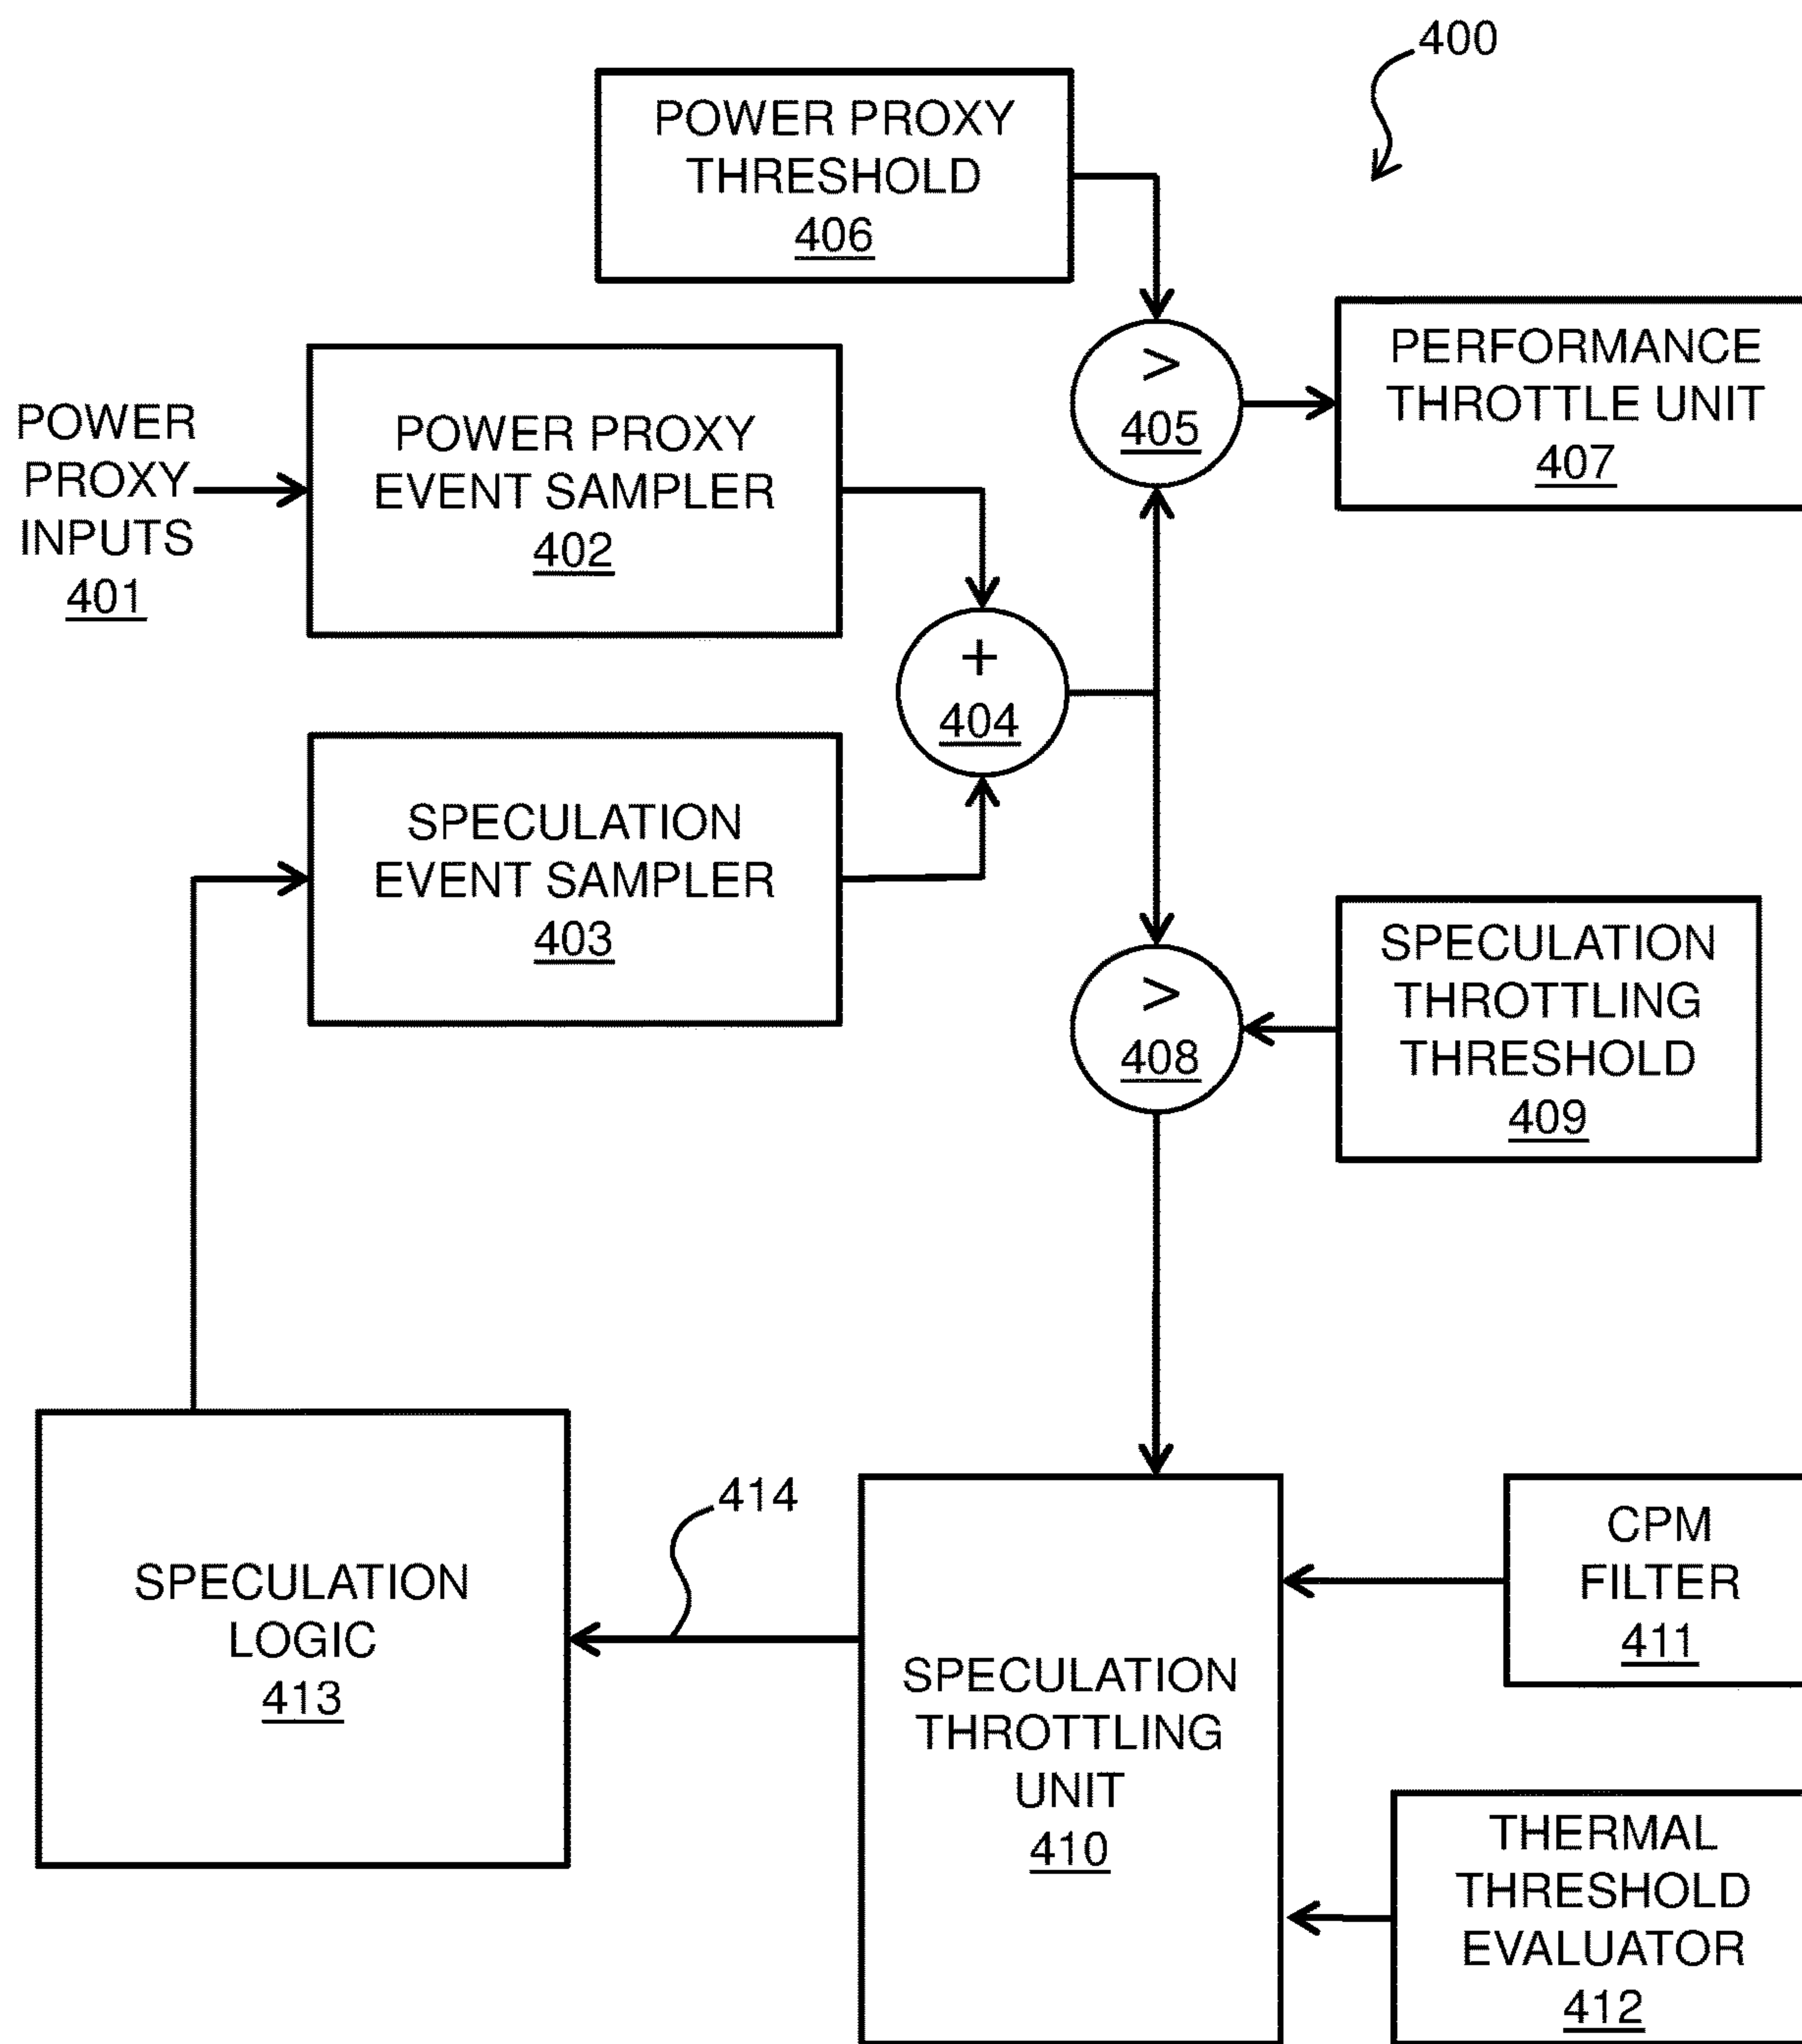 400
POWER PROXY
THRESHOLD
406
POWER
PROXY
INPUTS
401
POWER PROXY
EVENT SAMPLER
402
>
405
PERFORMANCE
THROTTLE UNIT
407
+
404
SPECULATION
EVENT SAMPLER
403
>
408
SPECULATION
THROTTLING
THRESHOLD
409
SPECULATION
LOGIC
413
414
SPECULATION
THROTTLING
UNIT
410
CPM
FILTER
411
THERMAL
THRESHOLD
EVALUATOR
412